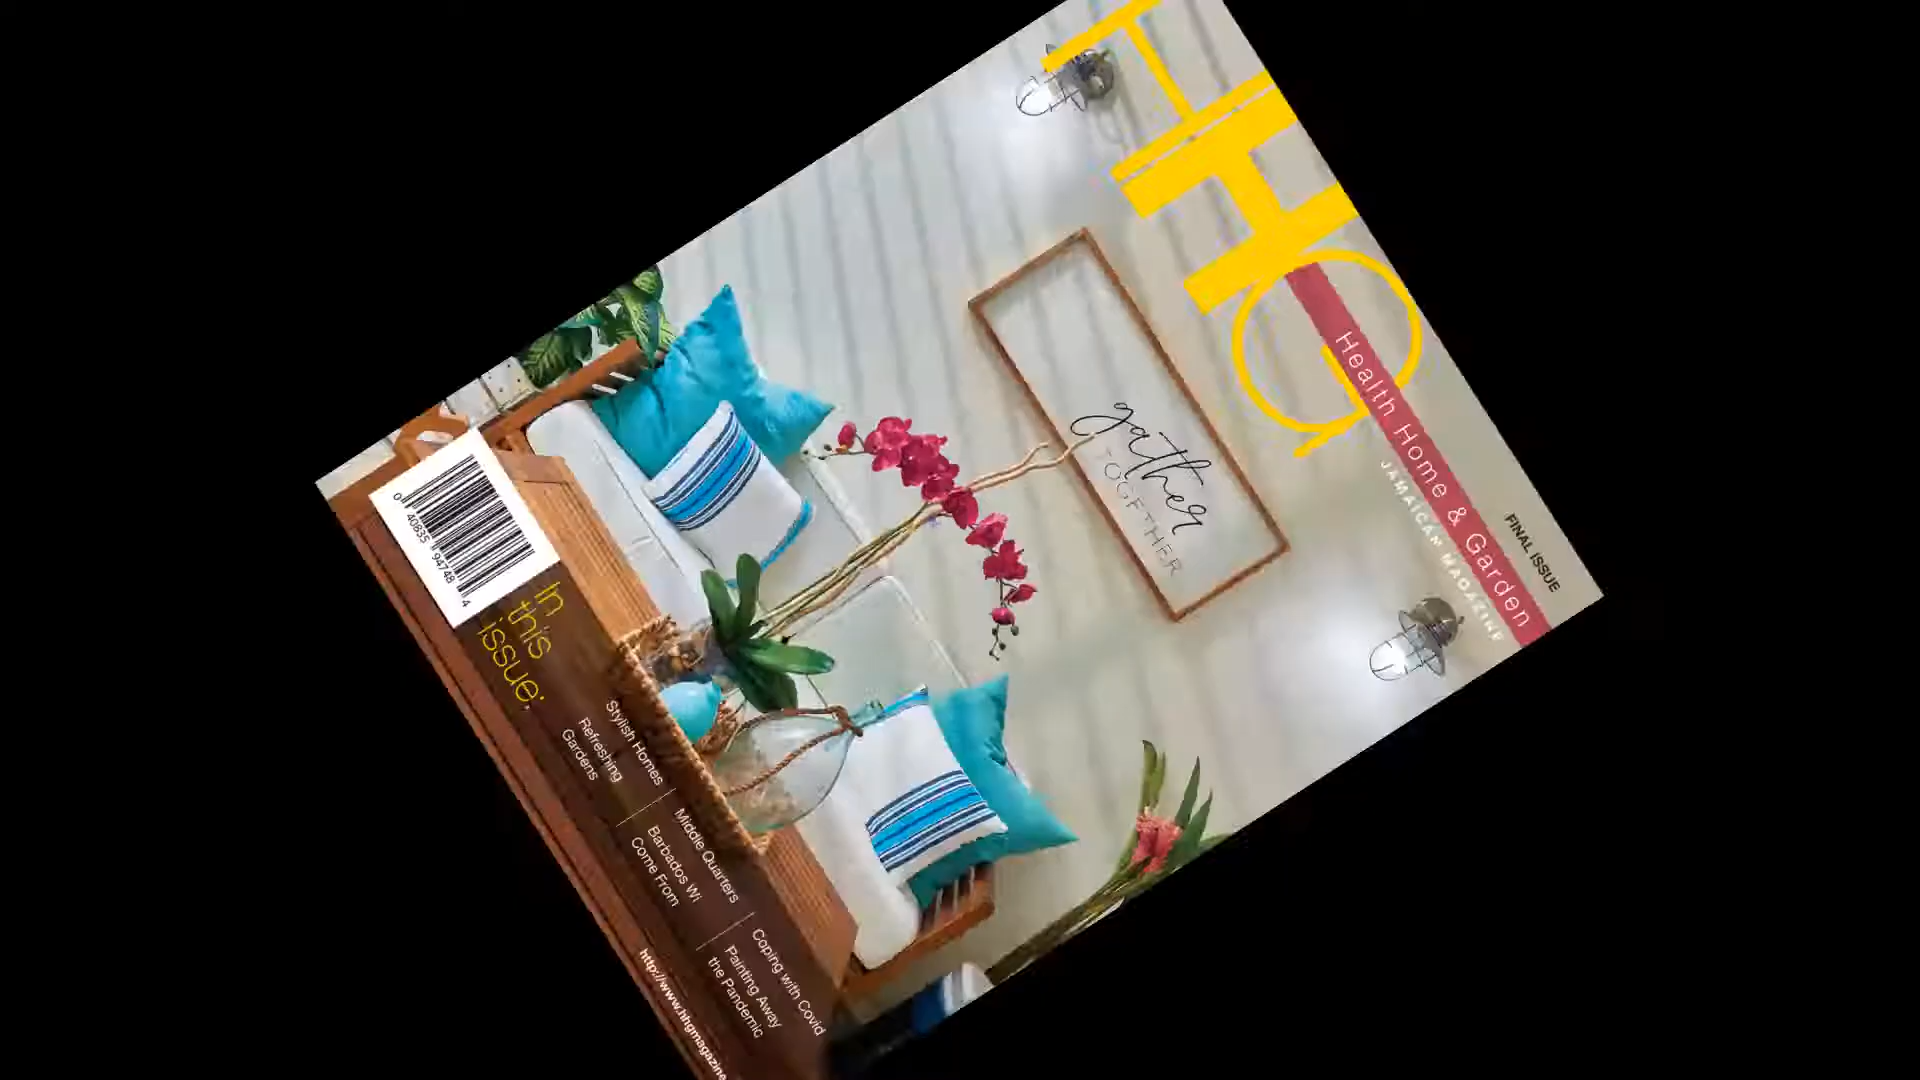 HHG
Health Home & Garden
JAMAICAN MAGAZINE
FINAL ISSUE
gather
TOGETHER
0 40835 94748 4
In
this
issue:
Stylish Homes
Refreshing
Gardens
Middle Quarters
Barbados Wi
Come From
Coping with Covid
Painting Away
the Pandemic
http://www.hhgmagazine